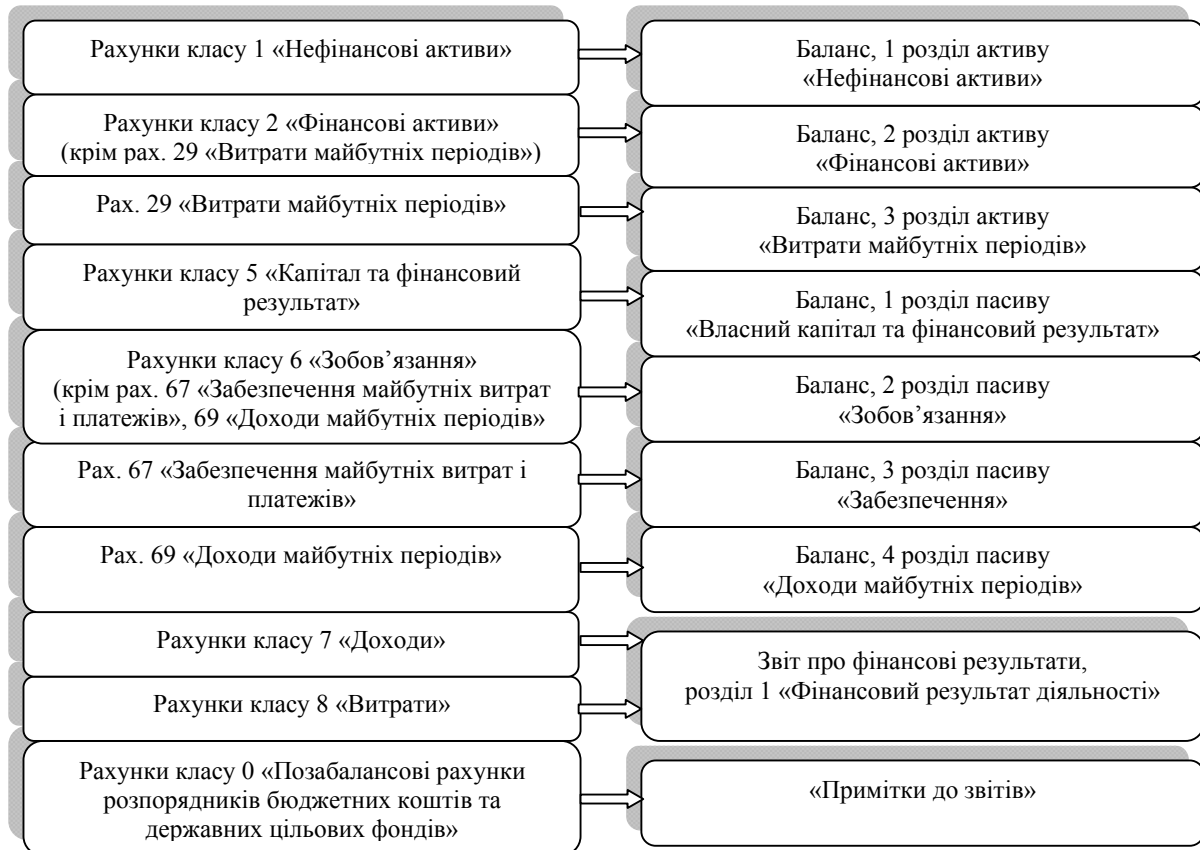 Рахунки класу 1 «Нефінансові активи»
Баланс, 1 розділ активу
«Нефінансові активи»
Рахунки класу 2 «Фінансові активи»
(крім рах. 29 «Витрати майбутніх періодів»)
Баланс, 2 розділ активу
«Фінансові активи»
Рах. 29 «Витрати майбутніх періодів»
Баланс, 3 розділ активу
«Витрати майбутніх періодів»
Рахунки класу 5 «Капітал та фінансовий
результат»
Баланс, 1 розділ пасиву
«Власний капітал та фінансовий результат»
Рахунки класу 6 «Зобов’язання»
(крім рах. 67 «Забезпечення майбутніх витрат
і платежів», 69 «Доходи майбутніх періодів»
Баланс, 2 розділ пасиву
«Зобов’язання»
Рах. 67 «Забезпечення майбутніх витрат і
платежів»
Баланс, 3 розділ пасиву
«Забезпечення»
Рах. 69 «Доходи майбутніх періодів»
Баланс, 4 розділ пасиву
«Доходи майбутніх періодів»
Рахунки класу 7 «Доходи»
Рахунки класу 8 «Витрати»
Звіт про фінансові результати,
розділ 1 «Фінансовий результат діяльності»
Рахунки класу 0 «Позабалансові рахунки
розпорядників бюджетних коштів та
державних цільових фондів»
«Примітки до звітів»